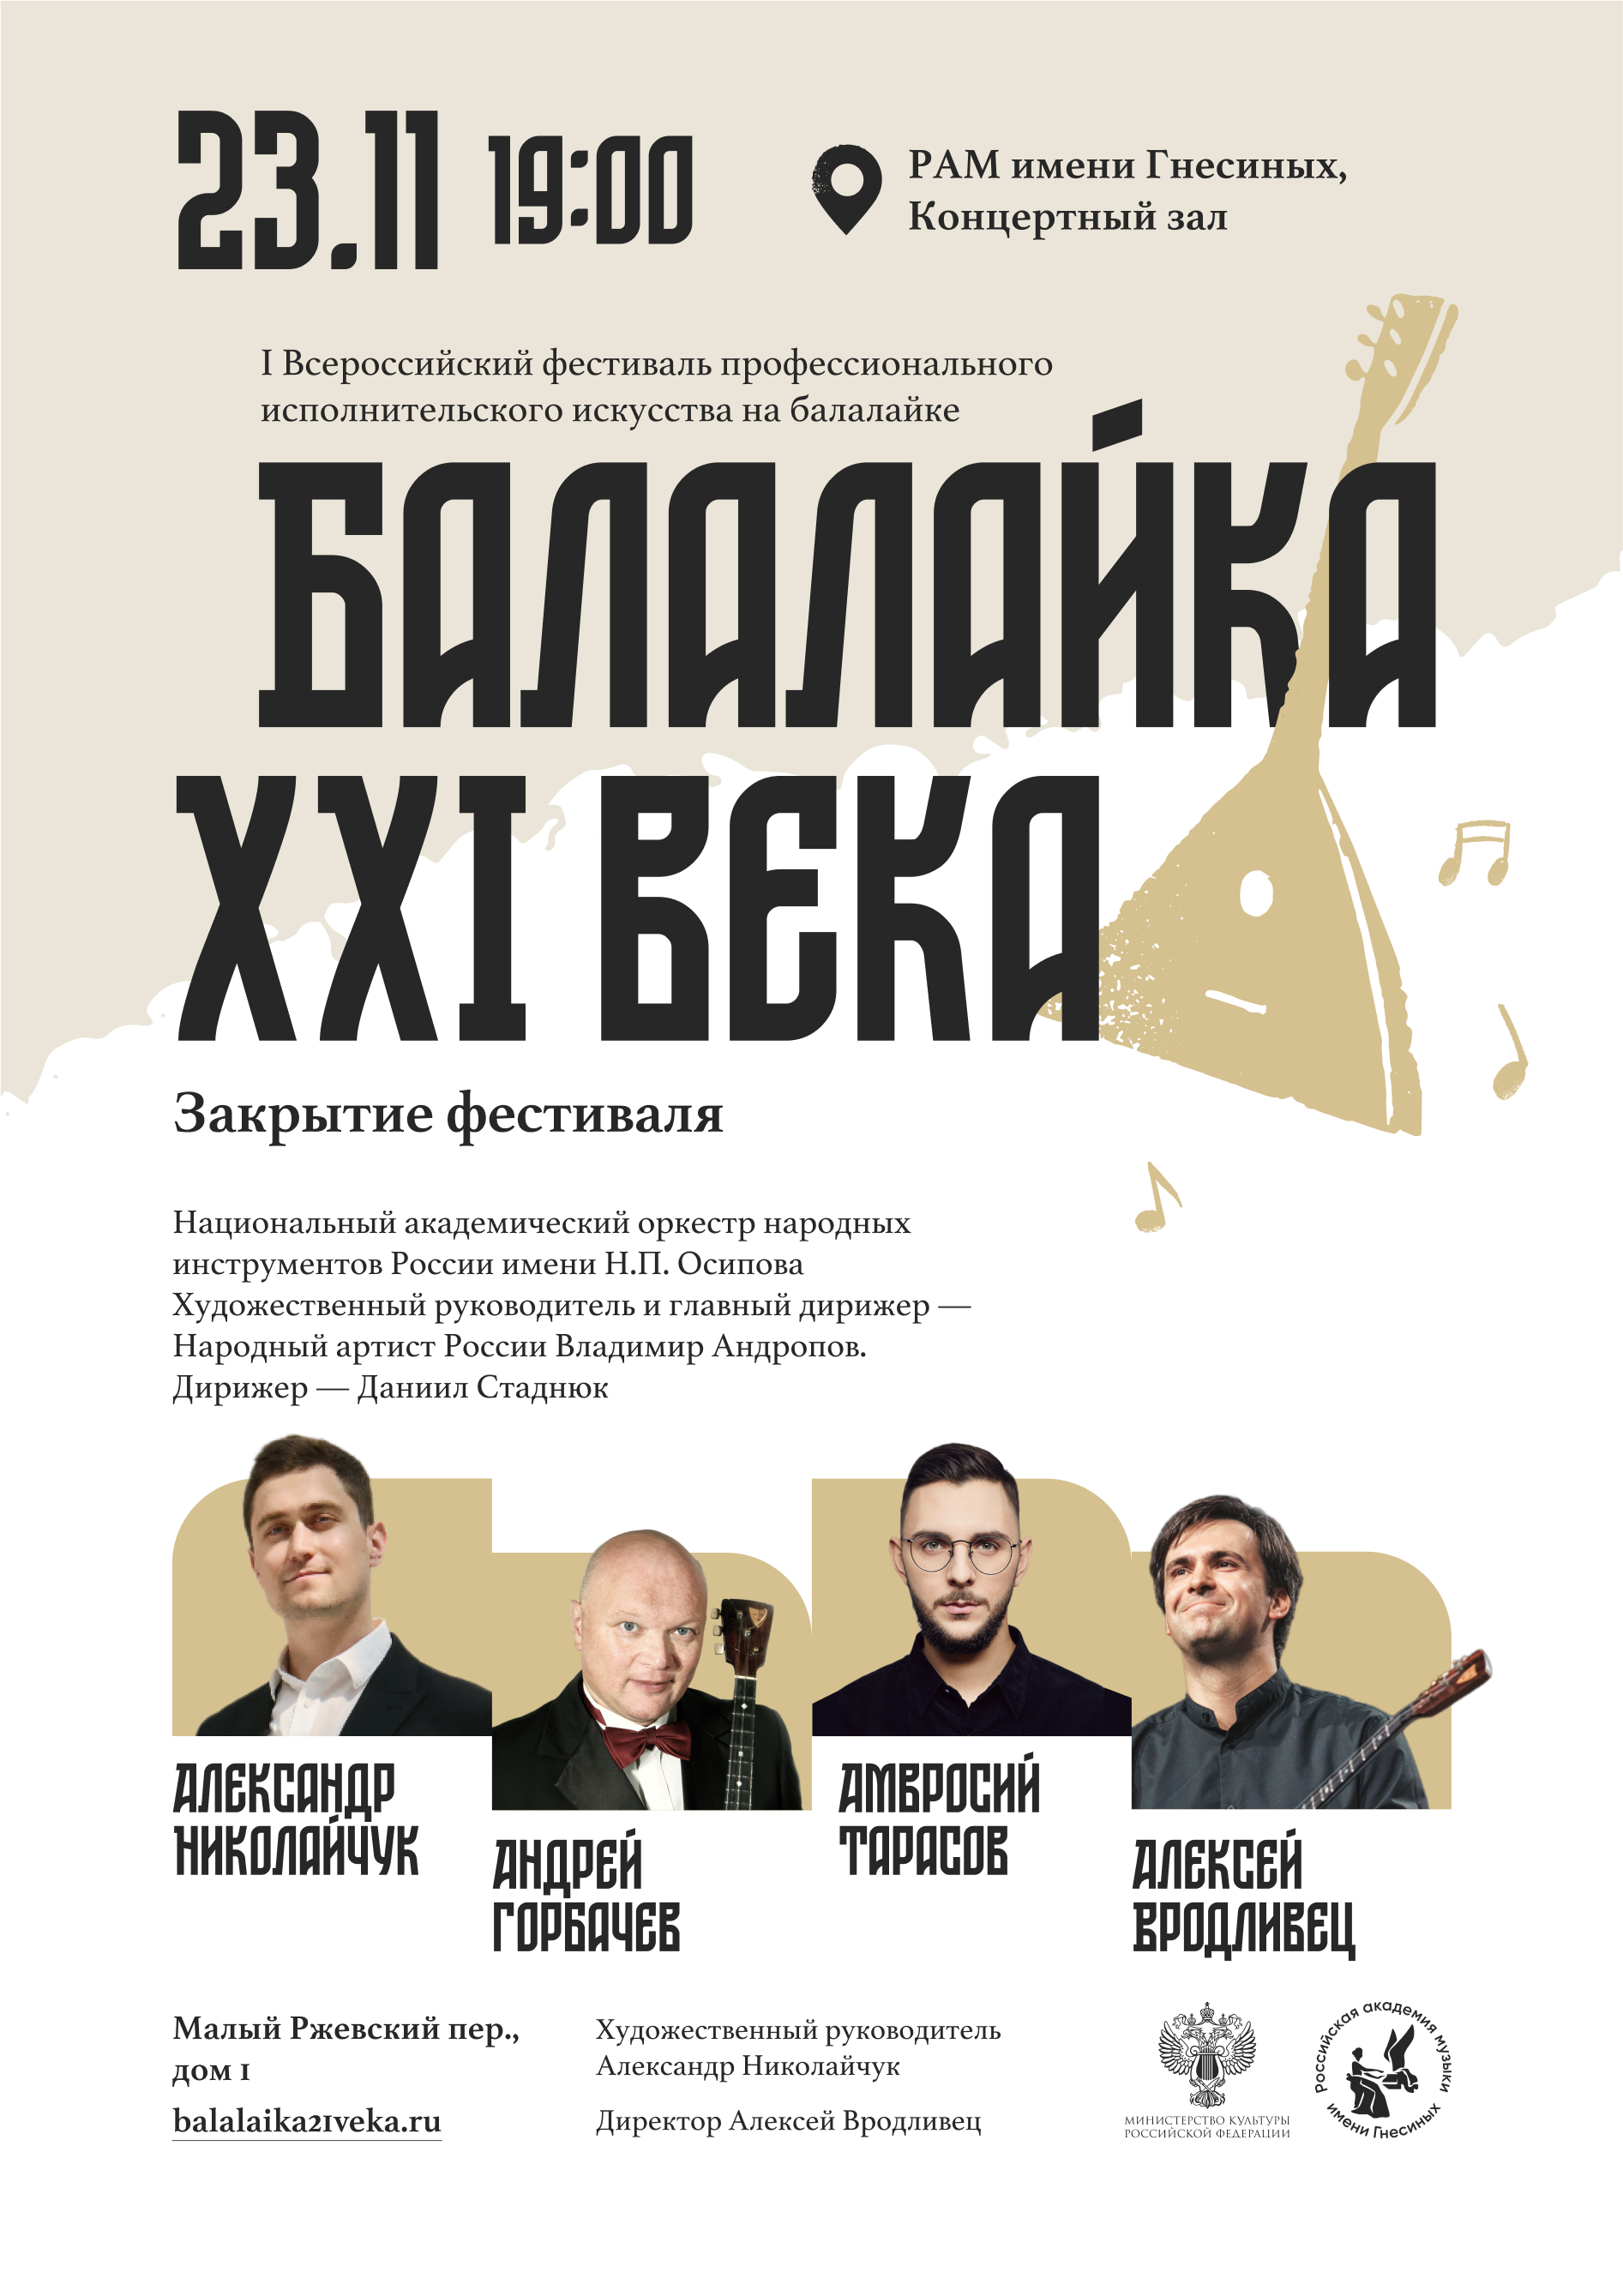 23.11 19:00
РАМ имени Гнесиных,
Концертный зал
I Всероссийский фестиваль профессионального
исполнительского искусства на балалайке
БАЛАЛАЙКА
XXI ВЕКА
Закрытие фестиваля
Национальный академический оркестр народных
инструментов России имени Н.П. Осипова
Художественный руководитель и главный дирижер —
Народный артист России Владимир Андропов.
Дирижер — Даниил Стаднюк
АЛЕКСАНДР
НИКОЛАЙЧУК
АНДРЕЙ
ГОРБАЧЕВ
АМВРОСИЙ
ТАРАСОВ
АЛЕКСЕЙ
ВРОДЛИВЕЦ
Малый Ржевский пер.,
дом 1
balalaika21veka.ru
Художественный руководитель
Александр Николайчук
Директор Алексей Вродливец
МИНИСТЕРСТВО КУЛЬТУРЫ
РОССИЙСКОЙ ФЕДЕРАЦИИ
Российская академия музыки
имени Гнесиных